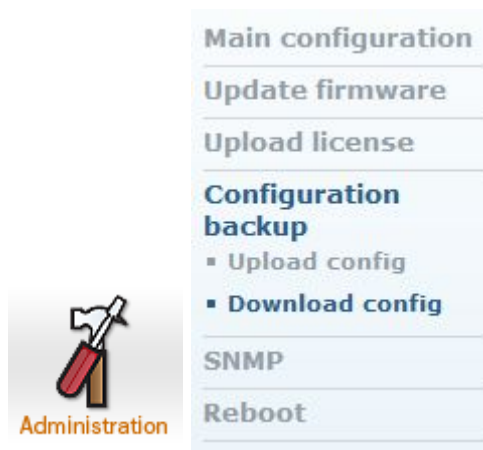 Main configuration
Update firmware
Upload license
Configuration
backup
▪ Upload config
▪ Download config
SNMP
Reboot
Administration